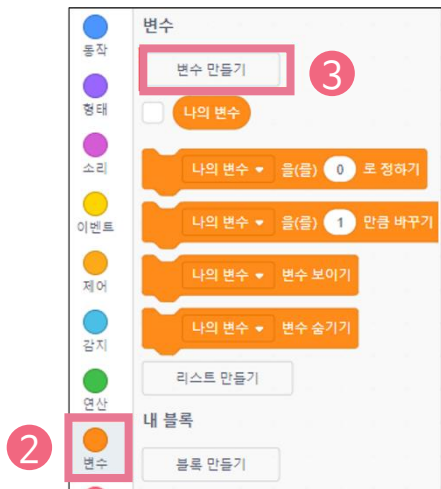 동작
형태
소리
이벤트
제어
감지
연산
2
변수
변수
변수 만들기
3
나의 변수
나의 변수 을(를) 0 로 정하기
나의 변수 을(를) 1 만큼 바꾸기
나의 변수 변수 보이기
나의 변수 변수 숨기기
리스트 만들기
내 블록
블록 만들기